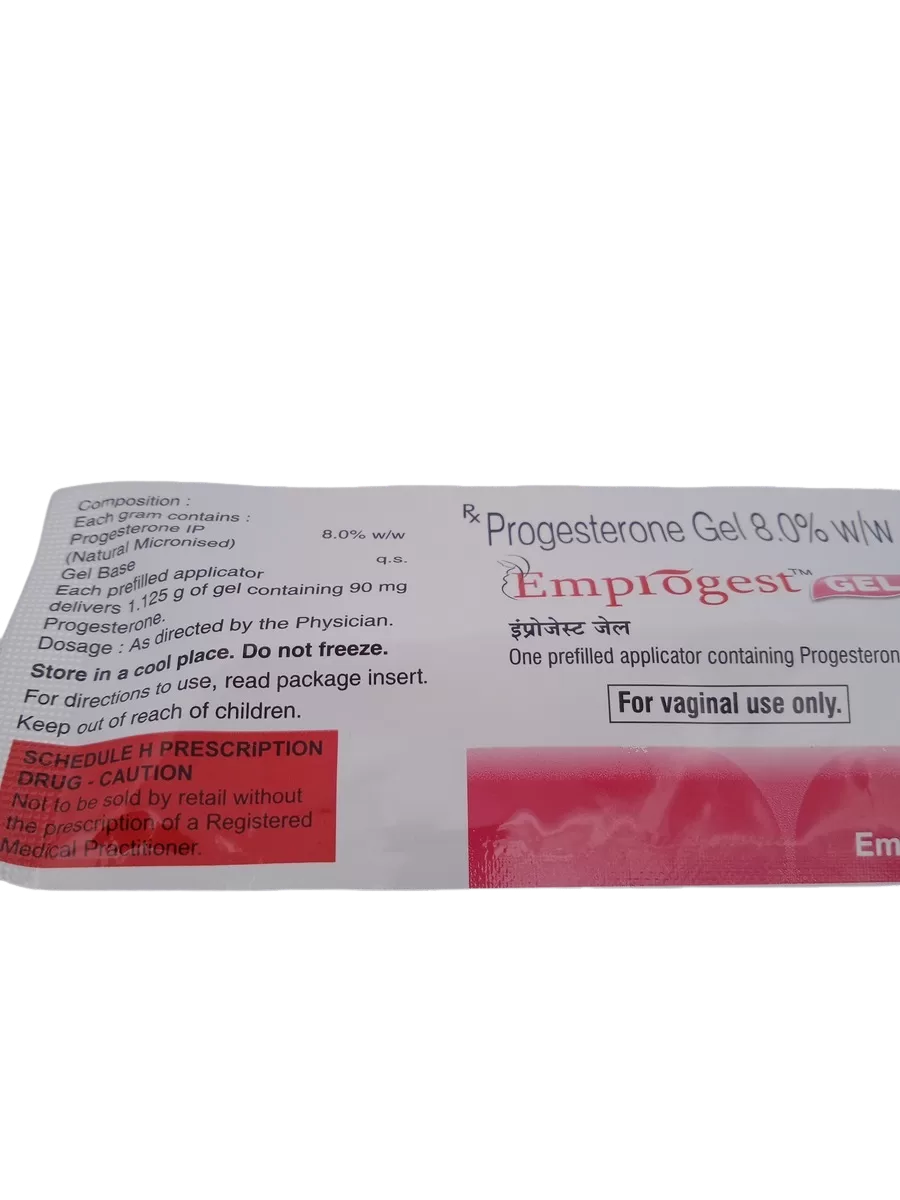 Composition :
Each gram contains :
Progesterone IP
(Natural Micronised) 8.0% w/w
Gel Base q.s.
Each prefilled applicator
delivers 1.125 g of gel containing 90 mg
Progesterone.
Dosage : As directed by the Physician.
Store in a cool place. Do not freeze.
For directions to use, read package insert.
Keep out of reach of children.
SCHEDULE H PRESCRIPTION
DRUG - CAUTION
Not to be sold by retail without
the prescription of a Registered
Medical Practitioner.
Rx Progesterone Gel 8.0% w/w
Emprogest™ GEL
इंप्रोजेस्ट जेल
One prefilled applicator containing Progesteron
For vaginal use only.
Em